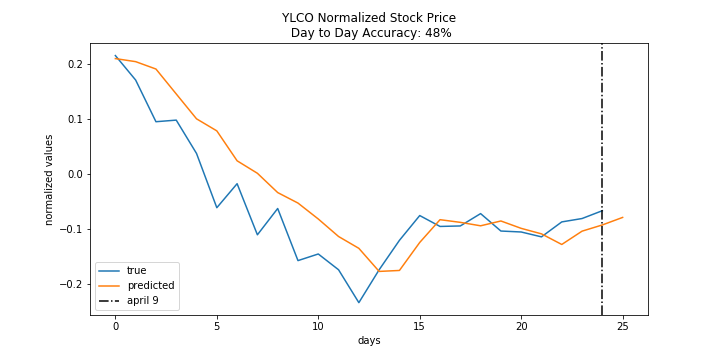 YLCO Normalized Stock Price
Day to Day Accuracy: 48%
normalized values
0.2
0.1
0.0
−0.1
−0.2
true
predicted
april 9
0 5 10 15 20 25
days